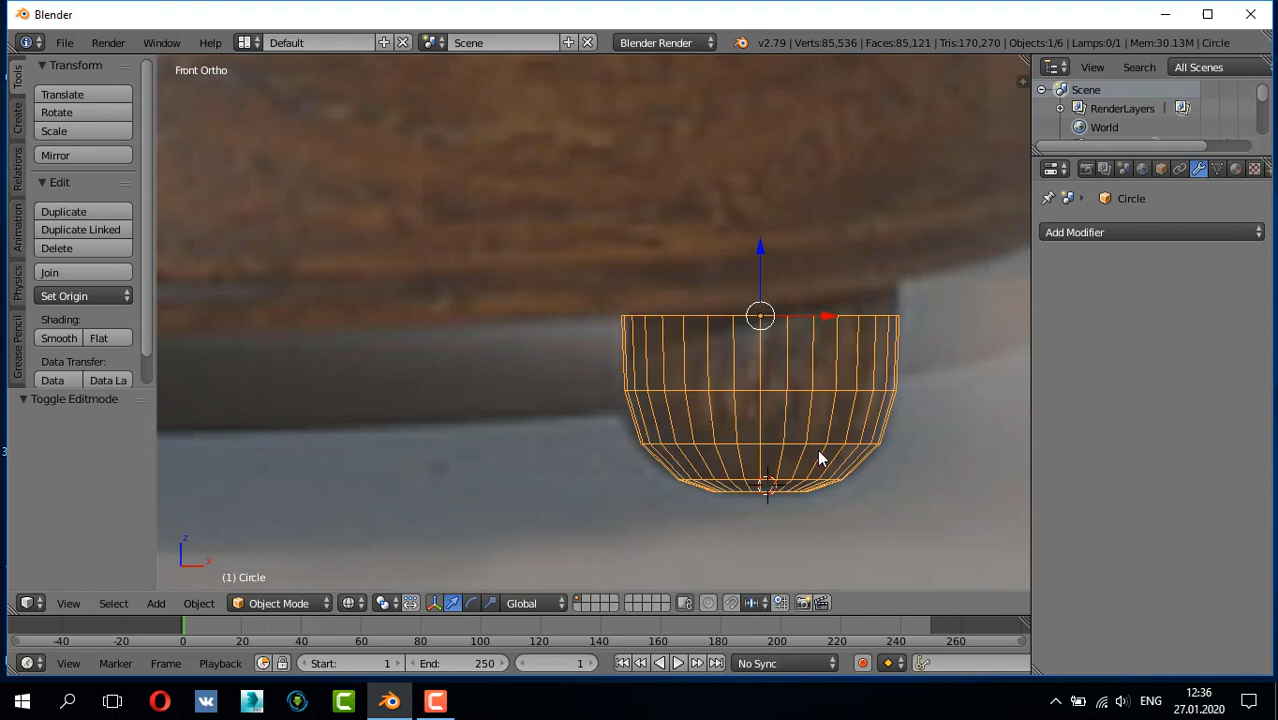 Blender
File Render Window Help Default Scene Blender Render v2.79 | Verts:85,536 | Faces:85,121 | Tris:170,270 | Objects:1/6 | Lamps:0/1 | Mem:30.13M | Circle
Tools
Create
Relations
Animation
Physics
Grease Pencil
Transform
Translate
Rotate
Scale
Mirror
Edit
Duplicate
Duplicate Linked
Delete
Join
Set Origin
Shading:
Smooth Flat
Data Transfer:
Data Data La
Toggle Editmode
Front Ortho
z
x
(1) Circle
View Search All Scenes
Scene
RenderLayers |
World
Circle
Add Modifier
View Select Add Object Object Mode Global
-40 -20 0 20 40 60 80 100 120 140 160 180 200 220 240 260
View Marker Frame Playback Start: 1 End: 250 1 No Sync
ENG
12:36
27.01.2020